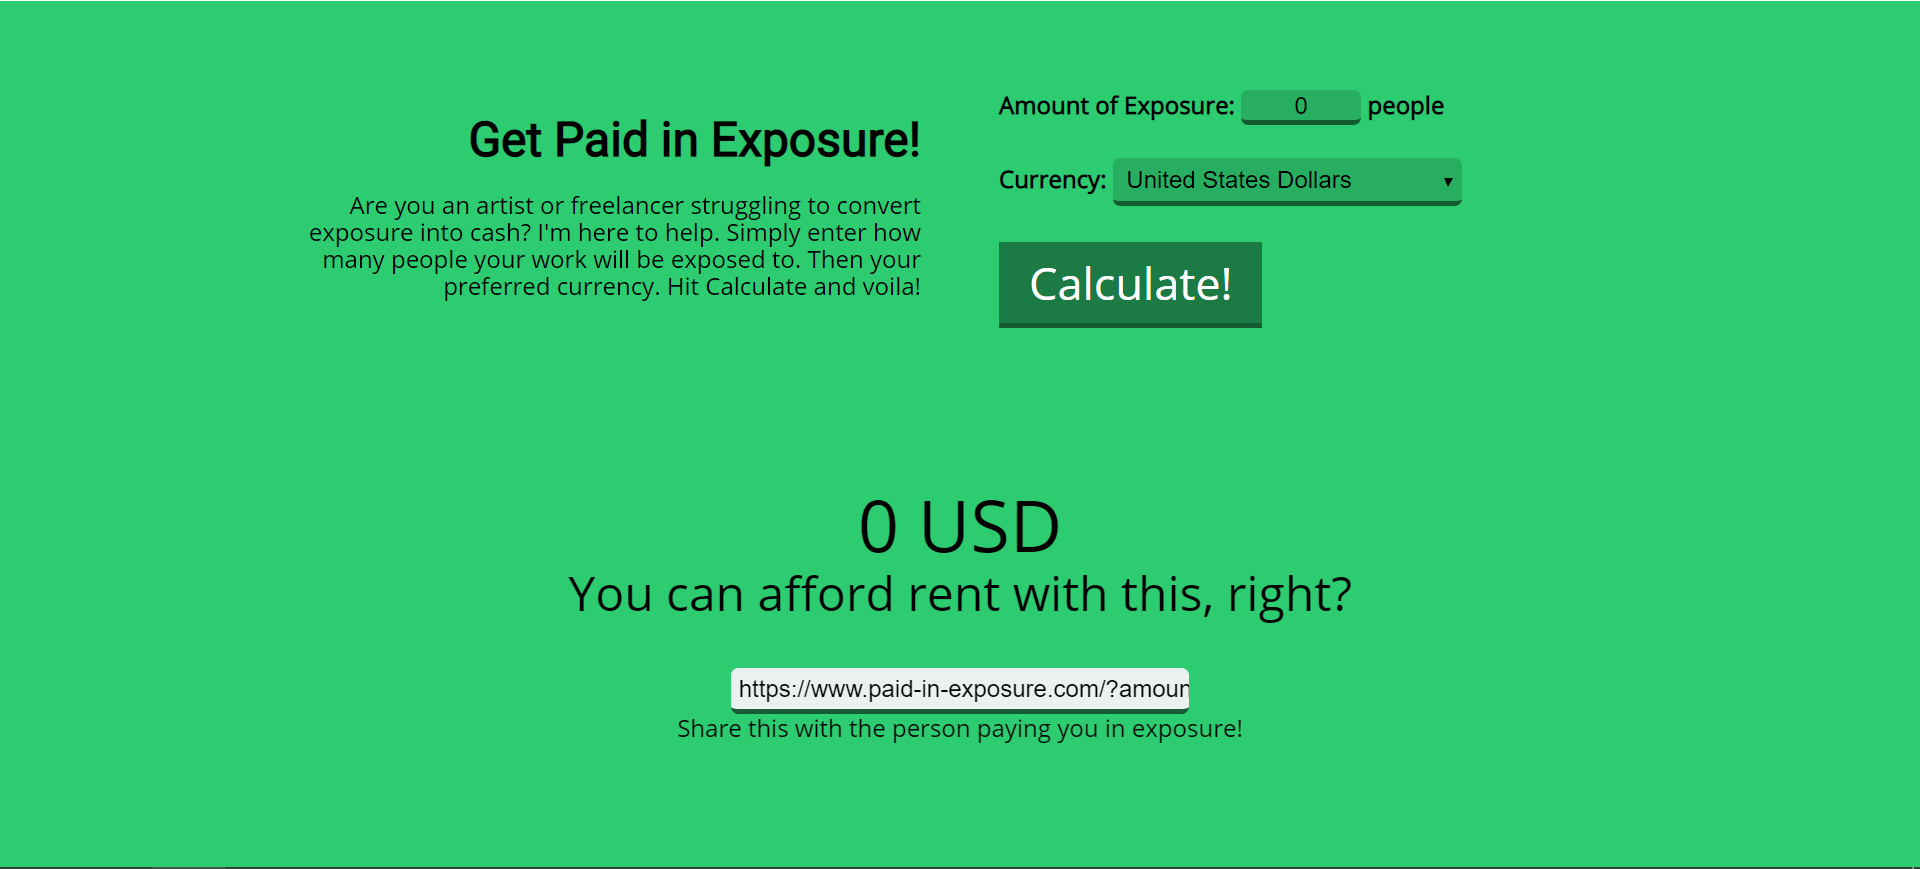 Get Paid in Exposure!
Are you an artist or freelancer struggling to convert
exposure into cash? I'm here to help. Simply enter how
many people your work will be exposed to. Then your
preferred currency. Hit Calculate and voila!
Amount of Exposure: 0 people
Currency: United States Dollars
Calculate!
0 USD
You can afford rent with this, right?
https://www.paid-in-exposure.com/?amoun
Share this with the person paying you in exposure!